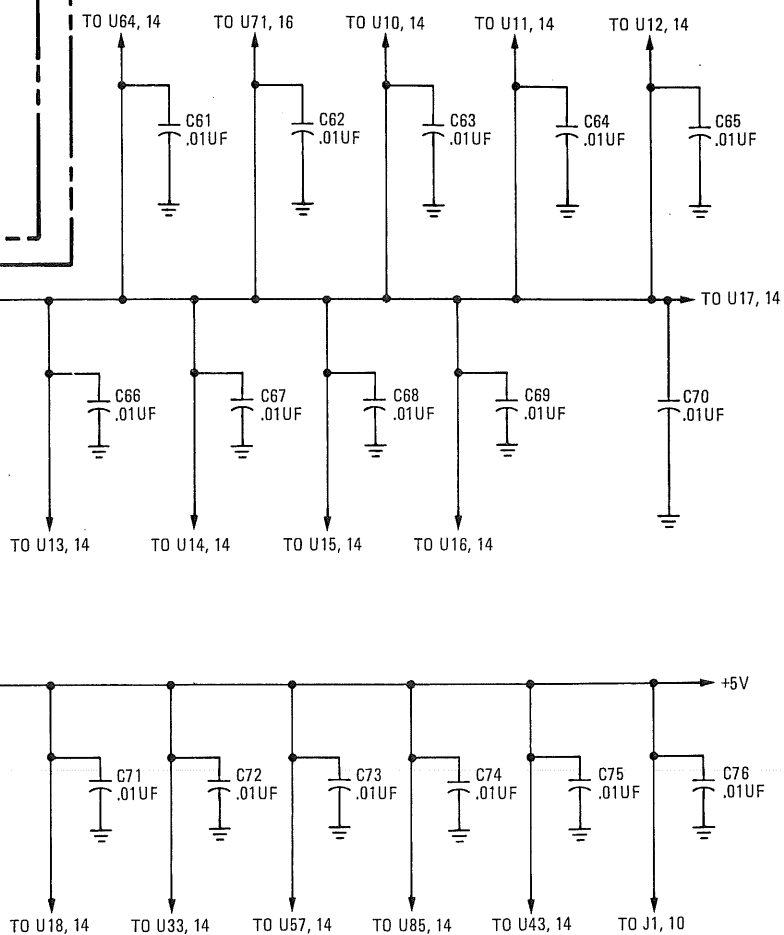 TO U64, 14
TO U71, 16
TO U10, 14
TO U11, 14
TO U12, 14
C61
.01UF
C62
.01UF
C63
.01UF
C64
.01UF
C65
.01UF
TO U17, 14
C66
.01UF
C67
.01UF
C68
.01UF
C69
.01UF
C70
.01UF
TO U13, 14
TO U14, 14
TO U15, 14
TO U16, 14
+5V
C71
.01UF
C72
.01UF
C73
.01UF
C74
.01UF
C75
.01UF
C76
.01UF
TO U18, 14
TO U33, 14
TO U57, 14
TO U85, 14
TO U43, 14
TO J1, 10